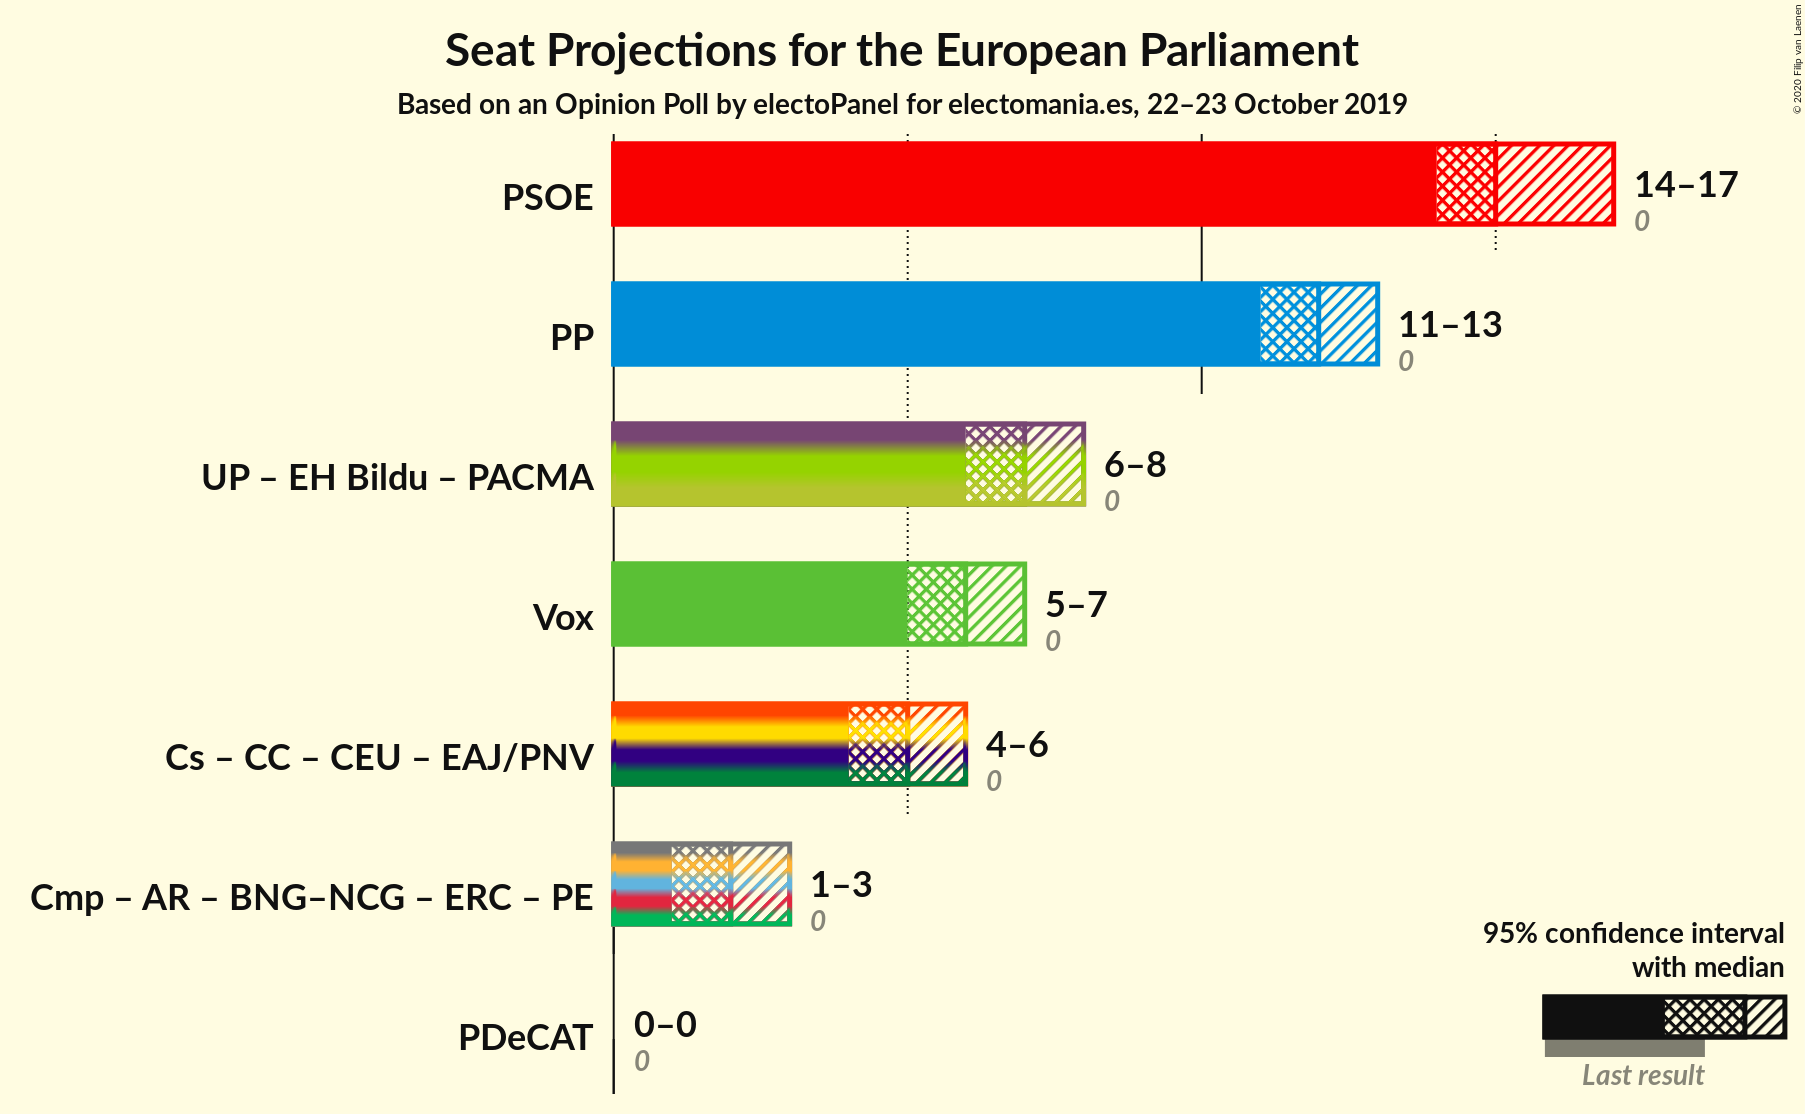 Seat Projections for the European Parliament
Based on an Opinion Poll by electoPanel for electomania.es, 22–23 October 2019
© 2020 Filip van Laenen
PSOE
14–17
0
PP
11–13
0
UP – EH Bildu – PACMA
6–8
0
Vox
5–7
0
Cs – CC – CEU – EAJ/PNV
4–6
0
Cmp – AR – BNG–NCG – ERC – PE
1–3
0
PDeCAT
0–0
0
95% confidence interval
with median
Last result